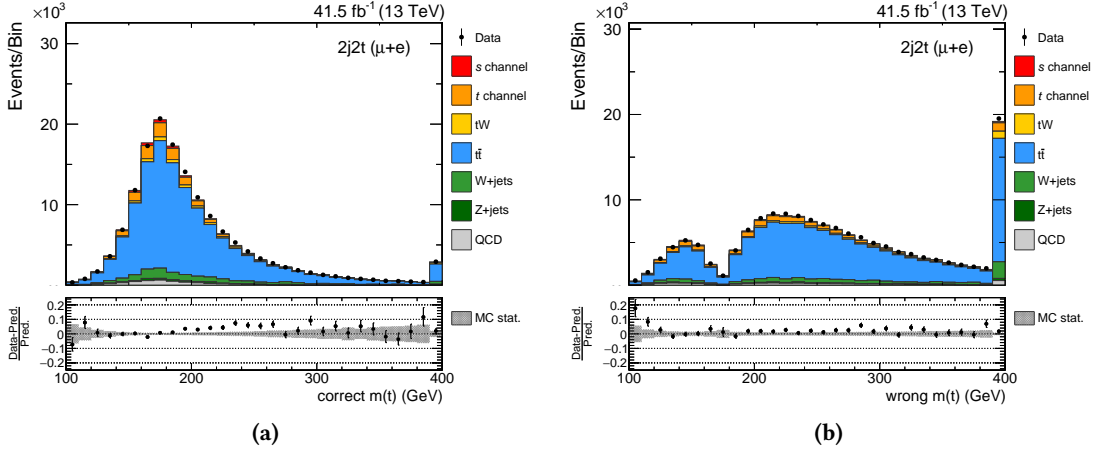 ×10³
41.5 fb⁻¹ (13 TeV)
Events/Bin
30
20
10
2j2t (μ+e)
Data
s channel
t channel
tW
tt̄
W+jets
Z+jets
QCD
Data-Pred.
Pred.
0.2
0.1
0
−0.1
−0.2
MC stat.
100 200 300 400
correct m(t) (GeV)
(a)
×10³
41.5 fb⁻¹ (13 TeV)
Events/Bin
30
20
10
2j2t (μ+e)
Data
s channel
t channel
tW
tt̄
W+jets
Z+jets
QCD
Data-Pred.
Pred.
0.2
0.1
0
−0.1
−0.2
MC stat.
100 200 300 400
wrong m(t) (GeV)
(b)